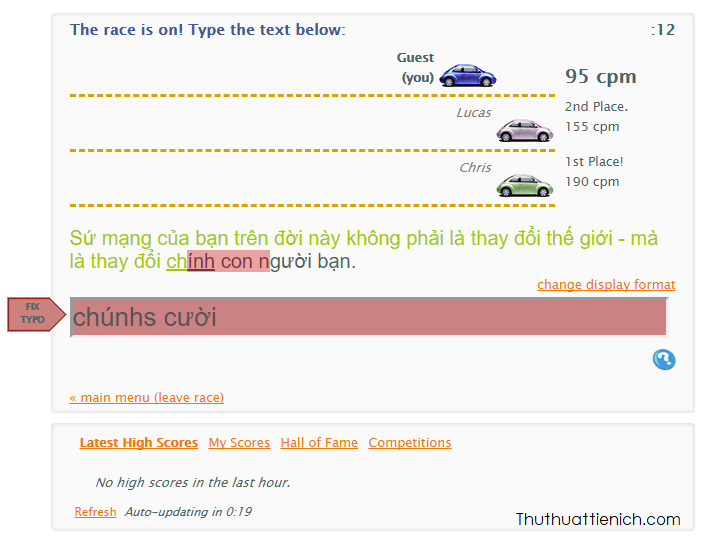 The race is on! Type the text below:
:12
Guest
(you)
95 cpm
Lucas
2nd Place.
155 cpm
Chris
1st Place!
190 cpm
Sứ mạng của bạn trên đời này không phải là thay đổi thế giới - mà
là thay đổi chính con người bạn.
change display format
FIX
TYPO
chúnhs cười
« main menu (leave race)
Latest High Scores My Scores Hall of Fame Competitions
No high scores in the last hour.
Refresh Auto-updating in 0:19
Thuthuattienich.com